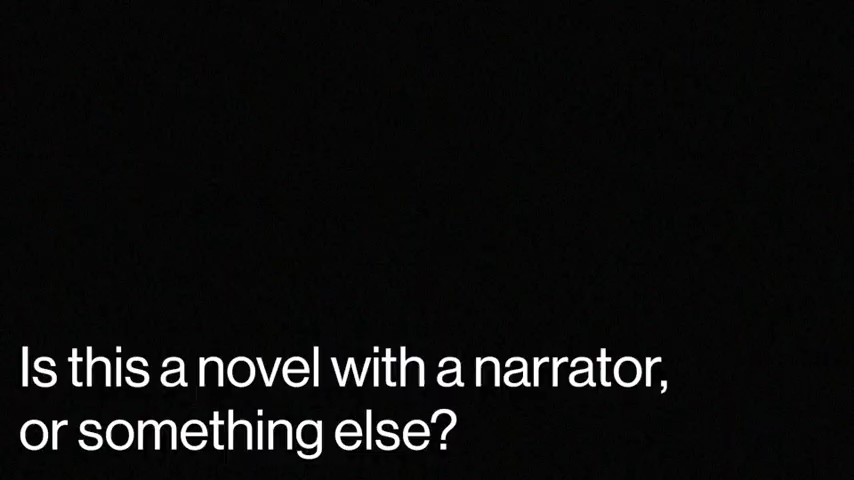 Is this a novel with a narrator,
or something else?